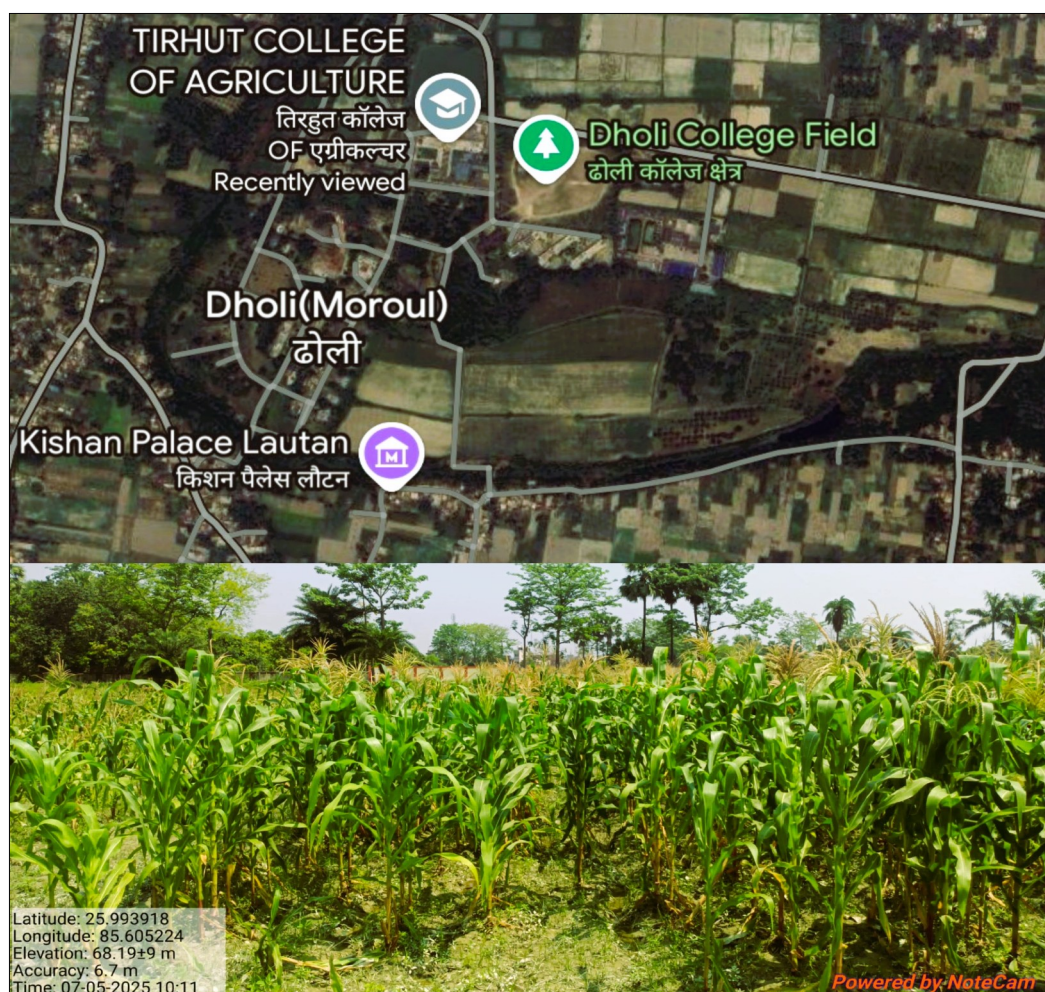 TIRHUT COLLEGE
OF AGRICULTURE
तिरहुत कॉलेज
OF एग्रीकल्चर
Recently viewed
Dholi College Field
ढोली कॉलेज क्षेत्र
Dholi(Moroul)
ढोली
Kishan Palace Lautan
किशन पैलेस लौटन
Latitude: 25.993918
Longitude: 85.605224
Elevation: 68.19±9 m
Accuracy: 6.7 m
Time: 07-05-2025 10:11
Powered by NoteCam